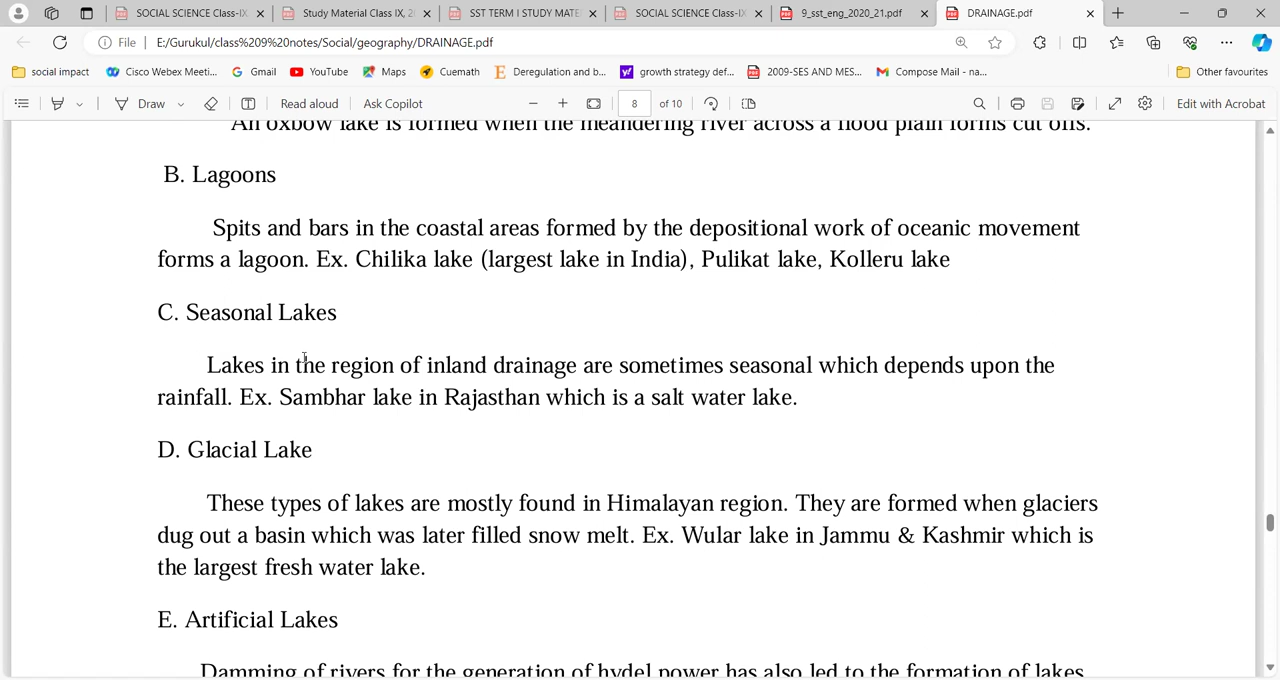 SOCIAL SCIENCE Class-IX
Study Material Class IX, 2
SST TERM I STUDY MATE
SOCIAL SCIENCE Class-IX
9_sst_eng_2020_21.pdf
DRAINAGE.pdf
File E:/Gurukul/class%209%20notes/Social/geography/DRAINAGE.pdf
social impact Cisco Webex Meeti... Gmail YouTube Maps Cuemath Deregulation and b... growth strategy def... 2009-SES AND MES... Compose Mail - na... Other favourites
Draw Read aloud Ask Copilot 8 of 10 Edit with Acrobat
An oxbow lake is formed when the meandering river across a flood plain forms cut offs.
B. Lagoons
Spits and bars in the coastal areas formed by the depositional work of oceanic movement
forms a lagoon. Ex. Chilika lake (largest lake in India), Pulikat lake, Kolleru lake
C. Seasonal Lakes
Lakes in the region of inland drainage are sometimes seasonal which depends upon the
rainfall. Ex. Sambhar lake in Rajasthan which is a salt water lake.
D. Glacial Lake
These types of lakes are mostly found in Himalayan region. They are formed when glaciers
dug out a basin which was later filled snow melt. Ex. Wular lake in Jammu & Kashmir which is
the largest fresh water lake.
E. Artificial Lakes
Damming of rivers for the generation of hydel power has also led to the formation of lakes